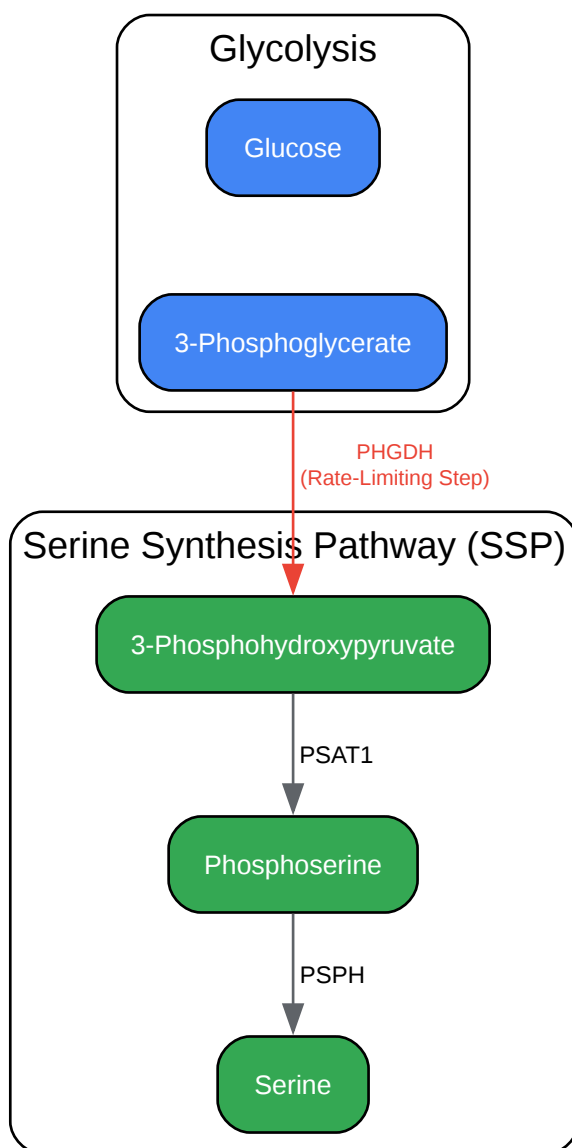 Glycolysis
Glucose
3-Phosphoglycerate
PHGDH
(Rate-Limiting Step)
Serine Synthesis Pathway (SSP)
3-Phosphohydroxypyruvate
PSAT1
Phosphoserine
PSPH
Serine